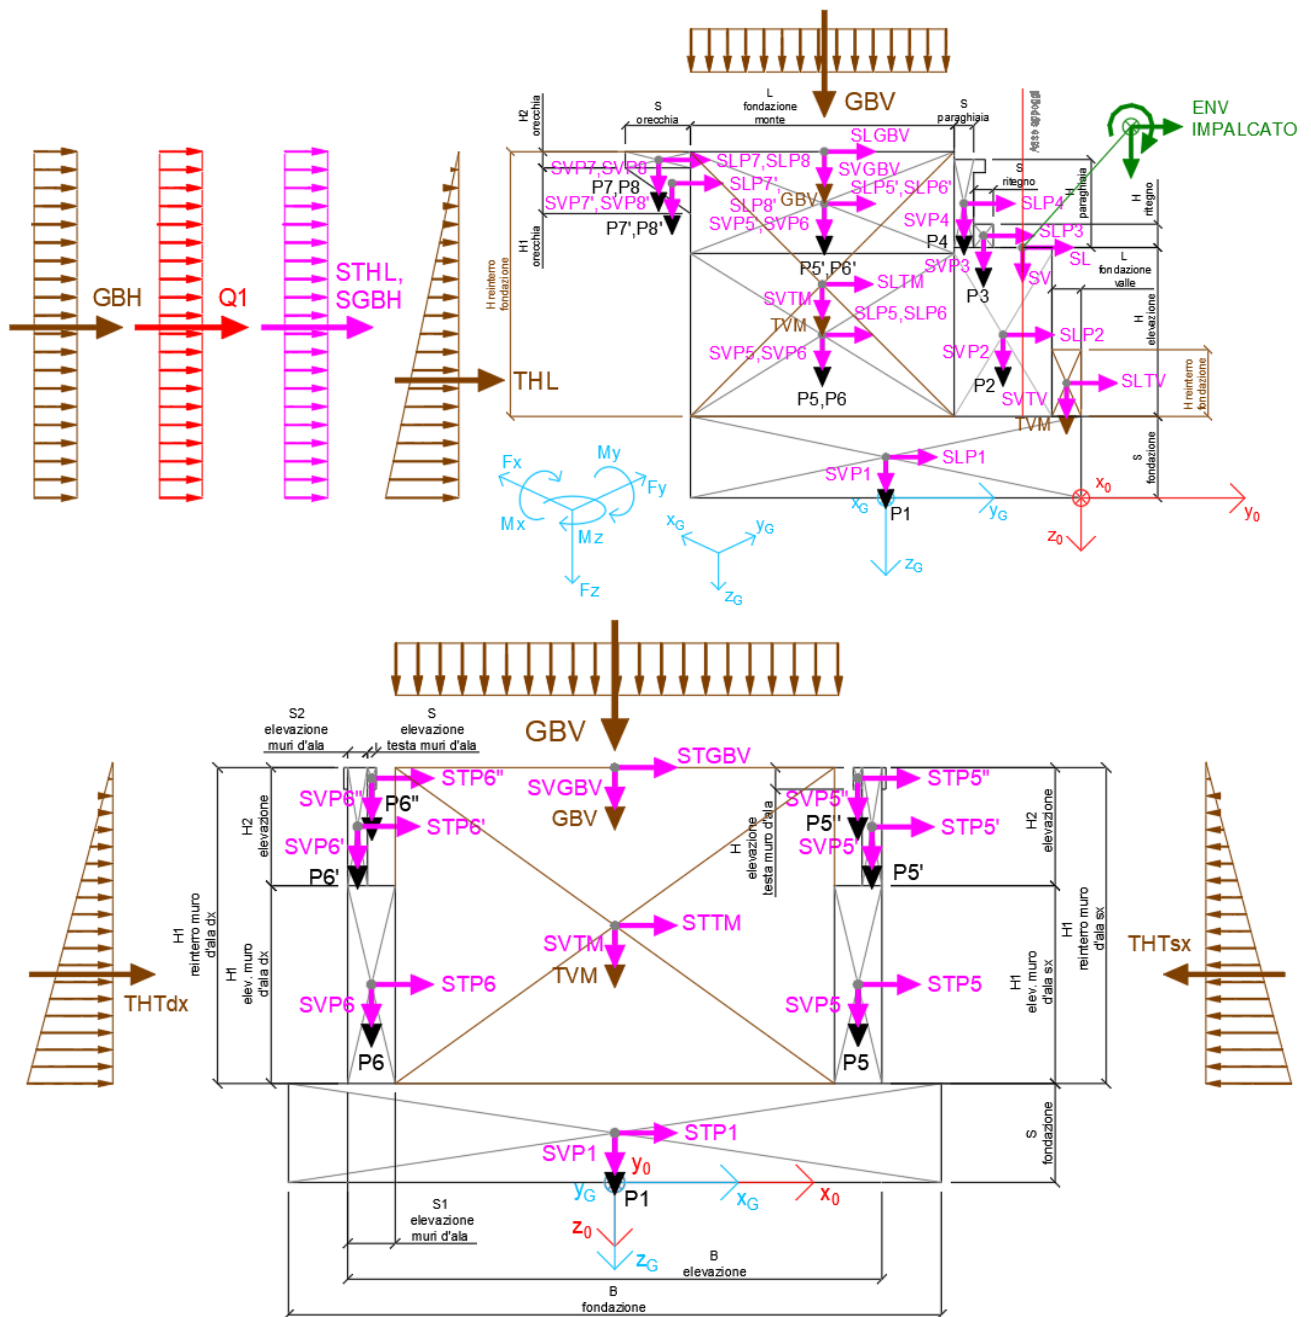 GBV
S
orecchia
L
fondazione
monte
S
paraghiaia
H2
orecchia
H1
orecchia
H reinterro
fondazione
ENV
IMPALCATO
SLGBV
SVGBV
SVP7,SVP8
SLP7,SLP8
P7,P8
SLP7',
SLP8'
SVP7',SVP8'
P7',P8'
GBV
SLP5',SLP6'
SVP5,SVP6
P5',P6'
SVP4
SLP4
P4
S
ritegno
H
paraghiaia
H
ritegno
SLP3
SVP3
P3
SL
SV
L
fondazione
valle
H
elevazione
GBH
Q1
STHL,
SGBH
THL
SLTM
SVTM
TVM
SLP5,SLP6
SVP5,SVP6
P5,P6
SLP2
SVP2
P2
SLTV
SVTV
TVM
H reinterro
fondazione
S
fondazione
SLP1
SVP1
P1
x0
y0
z0
xG
yG
zG
Fx
My
Fy
Mx
Mz
Fz
xG
yG
zG
GBV
S2
elevazione
muri d'ala
S
elevazione
testa muri d'ala
STGBV
SVGBV
GBV
STP6''
SVP6''
P6''
STP6'
SVP6'
P6'
STP5''
SVP5''
P5''
STP5'
SVP5'
P5'
H
elevazione
testa muro d'ala
H2
elevazione
H2
elevazione
H1
reinterro muro
d'ala dx
H1
elev. muro
d'ala dx
H1
elev. muro
d'ala sx
H1
reinterro muro
d'ala sx
STTM
SVTM
TVM
THTdx
THTsx
STP6
SVP6
P6
STP5
SVP5
P5
S
fondazione
STP1
SVP1
P1
y0
x0
z0
yG
xG
zG
S1
elevazione
muri d'ala
B
elevazione
B
fondazione